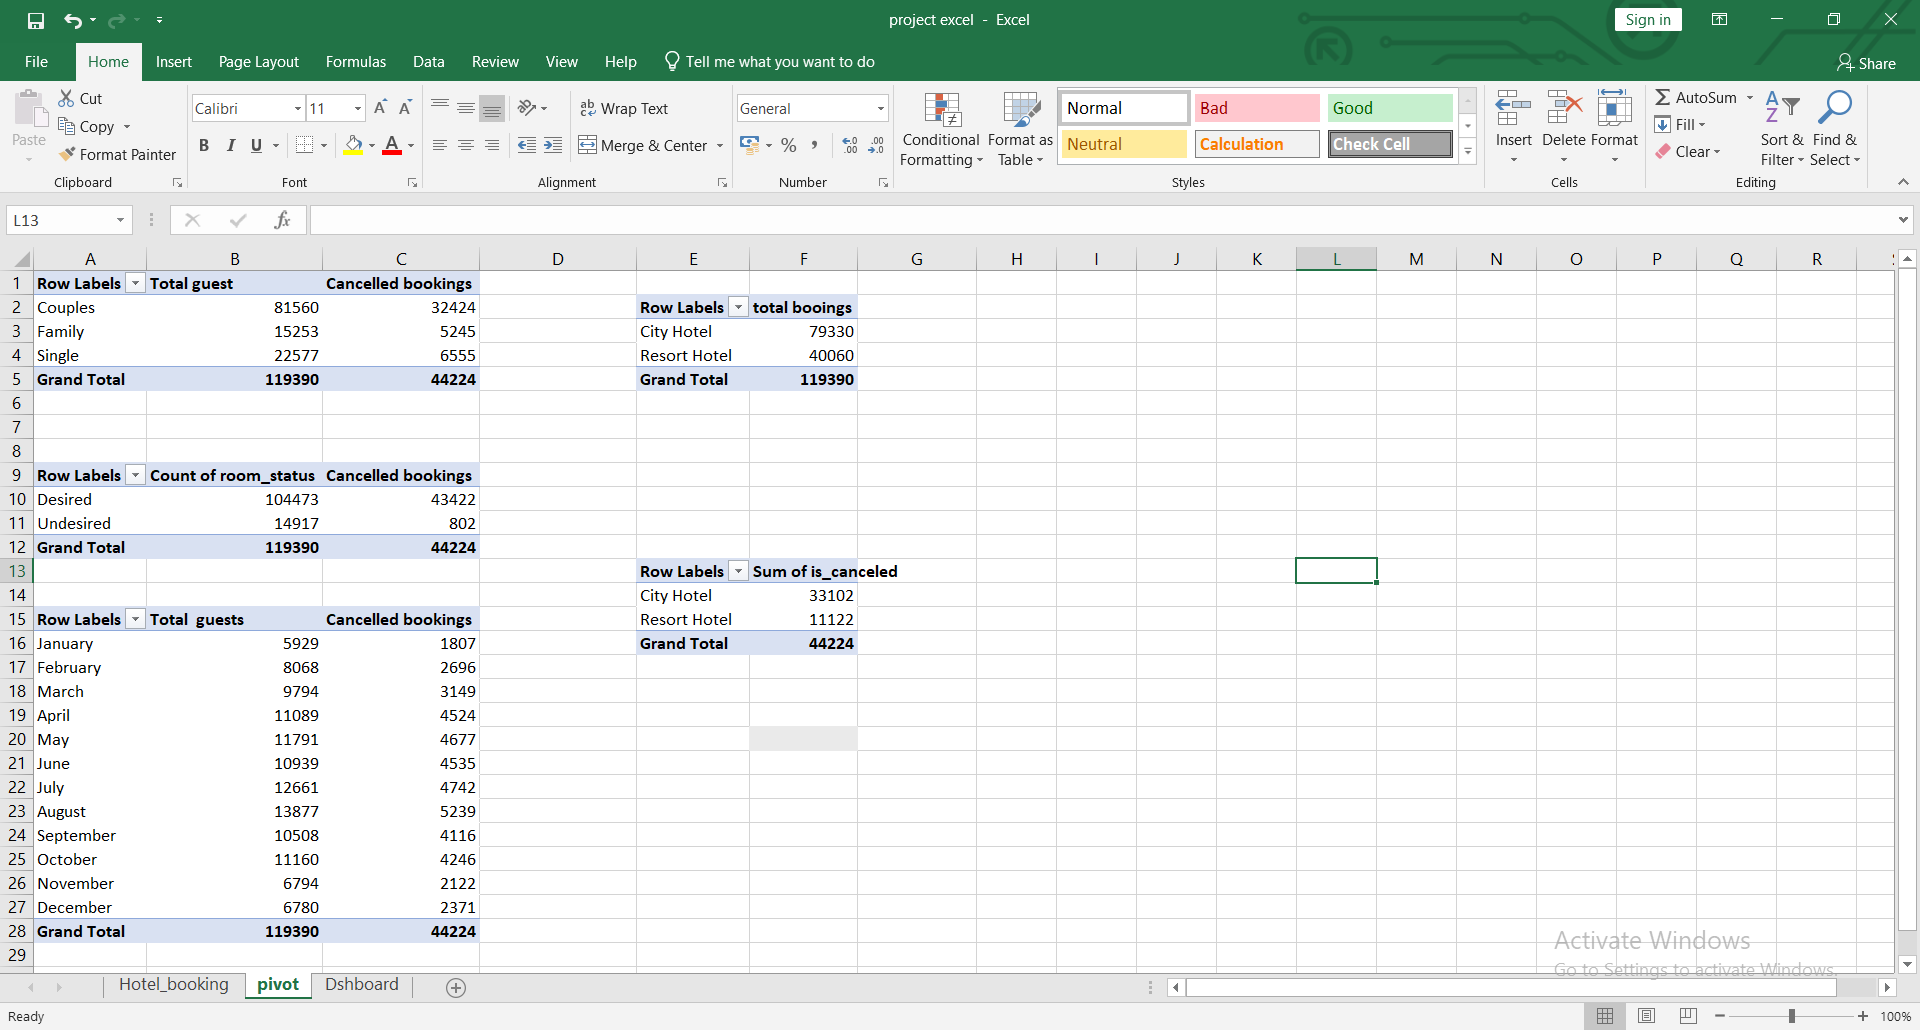 project excel - Excel
Sign in
File Home Insert Page Layout Formulas Data Review View Help Tell me what you want to do
Share
Paste
Cut
Copy
Format Painter
Clipboard
Calibri 11 A A
B I U A
Font
ab Wrap Text
Merge & Center
Alignment
General
% ,
Number
Conditional Formatting
Format as Table
Normal Bad Good
Neutral Calculation Check Cell
Styles
Insert Delete Format
Cells
AutoSum
Fill
Clear
Sort & Filter
Find & Select
Editing
L13 fx
A B C D E F G H I J K L M N O P Q R
1 Row Labels Total guest Cancelled bookings
2 Couples 81560 32424 Row Labels total booings
3 Family 15253 5245 City Hotel 79330
4 Single 22577 6555 Resort Hotel 40060
5 Grand Total 119390 44224 Grand Total 119390
6
7
8
9 Row Labels Count of room_status Cancelled bookings
10 Desired 104473 43422
11 Undesired 14917 802
12 Grand Total 119390 44224
13 Row Labels Sum of is_canceled
14 City Hotel 33102
15 Row Labels Total guests Cancelled bookings Resort Hotel 11122
16 January 5929 1807 Grand Total 44224
17 February 8068 2696
18 March 9794 3149
19 April 11089 4524
20 May 11791 4677
21 June 10939 4535
22 July 12661 4742
23 August 13877 5239
24 September 10508 4116
25 October 11160 4246
26 November 6794 2122
27 December 6780 2371
28 Grand Total 119390 44224
29
Activate Windows
Go to Settings to activate Windows.
Hotel_booking pivot Dshboard
Ready
100%